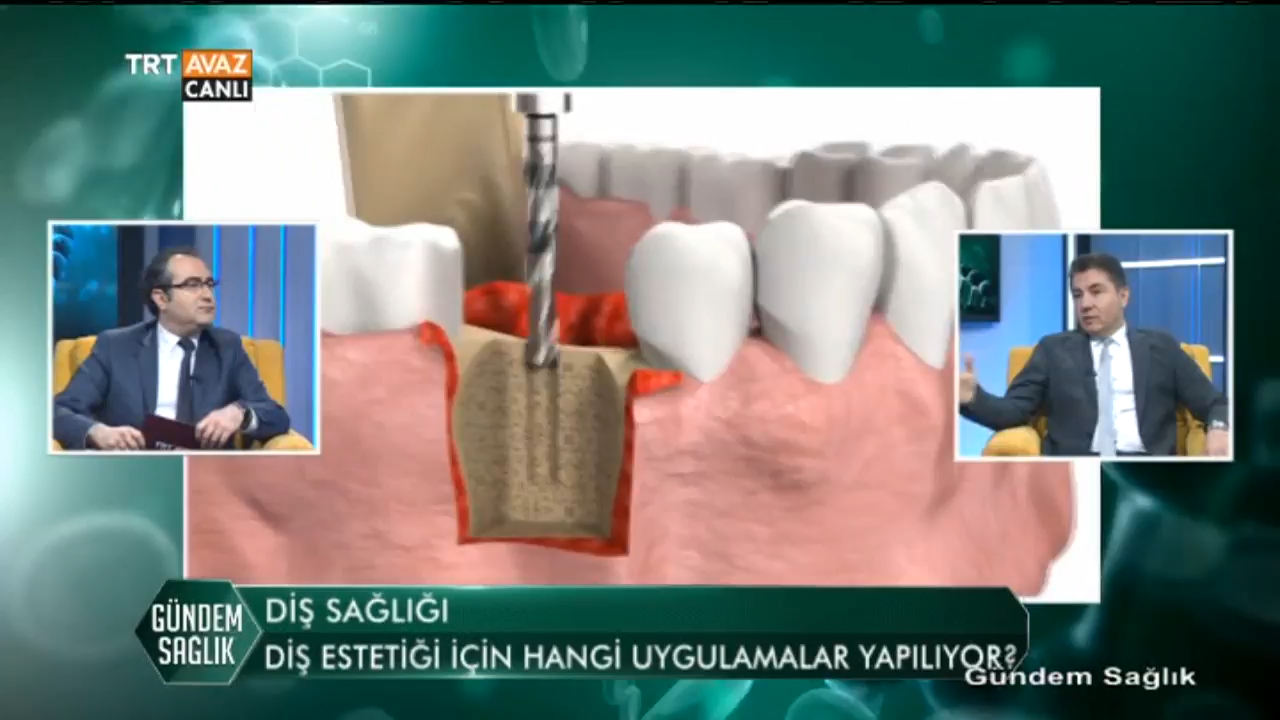 TRT AVAZ
CANLI
GÜNDEM
SAĞLIK
DİŞ SAĞLIĞI
DİŞ ESTETİĞİ İÇİN HANGİ UYGULAMALAR YAPILIYOR?
Gündem Sağlık